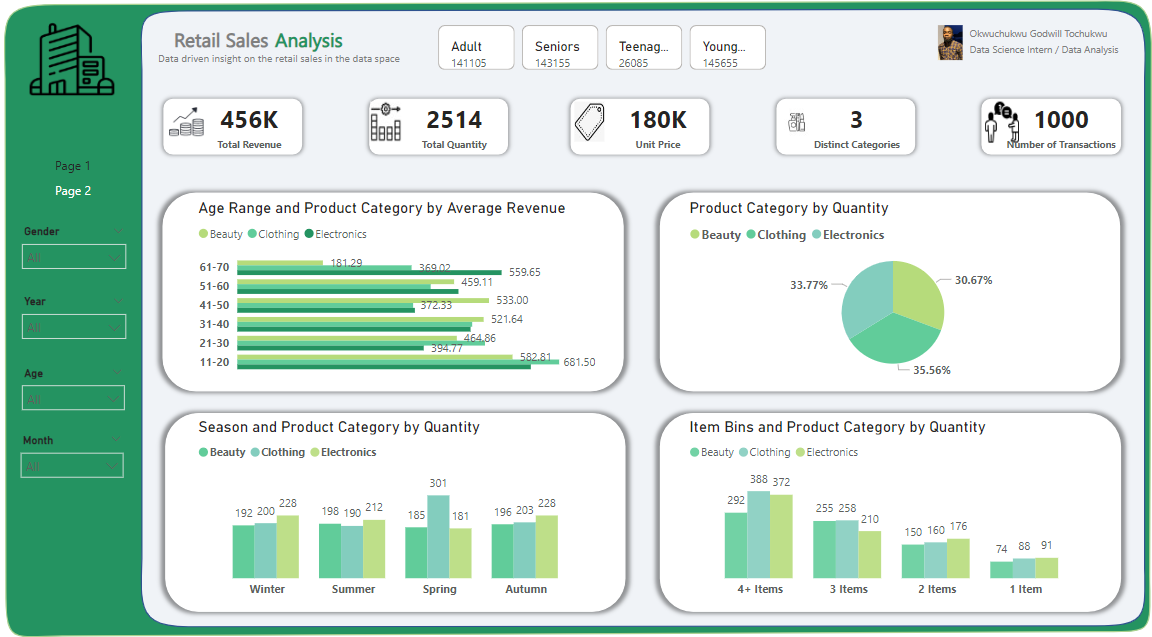 Retail Sales Analysis
Data driven insight on the retail sales in the data space
Adult
141105
Seniors
143155
Teenag...
26085
Young...
145655
Okwuchukwu Godwill Tochukwu
Data Science Intern / Data Analysis
456K
Total Revenue
2514
Total Quantity
180K
Unit Price
3
Distinct Categories
1000
Number of Transactions
Page 1
Page 2
Gender
All
Year
All
Age
All
Month
All
Age Range and Product Category by Average Revenue
Beauty Clothing Electronics
61-70
181.29
369.02
559.65
51-60
459.11
41-50
533.00
372.33
31-40
521.64
21-30
464.86
394.77
11-20
582.81
681.50
Product Category by Quantity
Beauty Clothing Electronics
33.77%
30.67%
35.56%
Season and Product Category by Quantity
Beauty Clothing Electronics
192 200 228
198 190 212
185 301 181
196 203 228
Winter Summer Spring Autumn
Item Bins and Product Category by Quantity
Beauty Clothing Electronics
292 388 372
255 258 210
150 160 176
74 88 91
4+ Items 3 Items 2 Items 1 Item